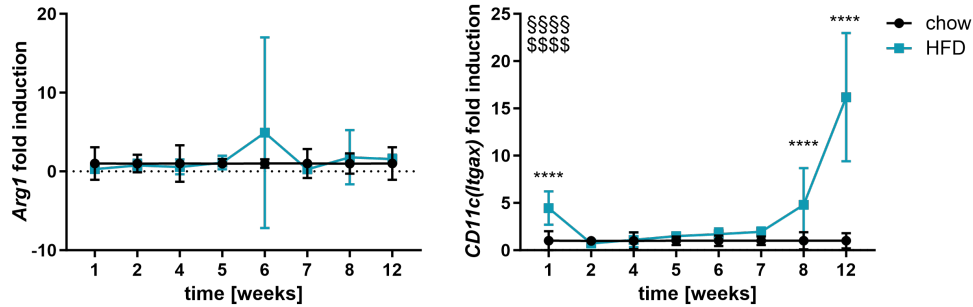 Arg1 fold induction
20
10
0
-10
1 2 4 5 6 7 8 12
time [weeks]
CD11c(Itgax) fold induction
25
20
15
10
5
0
§§§§
$$$$
****
****
****
1 2 4 5 6 7 8 12
time [weeks]
chow
HFD